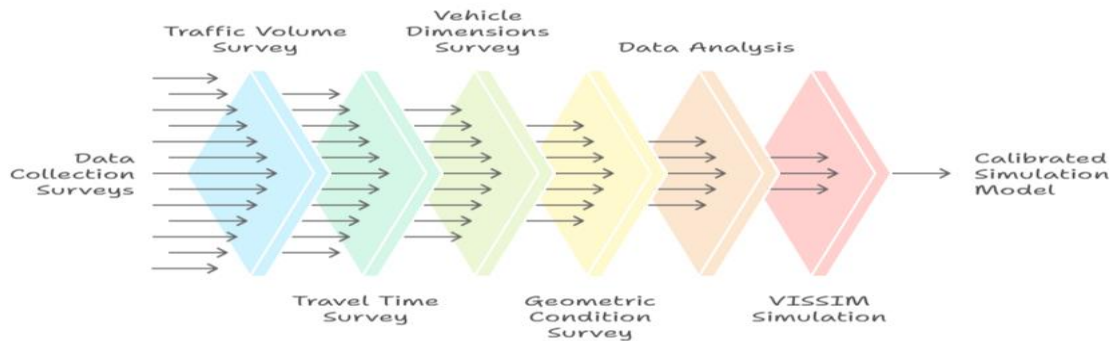 Traffic Volume
Survey
Vehicle
Dimensions
Survey
Data Analysis
Data
Collection
Surveys
Calibrated
Simulation
Model
Travel Time
Survey
Geometric
Condition
Survey
VISSIM
Simulation